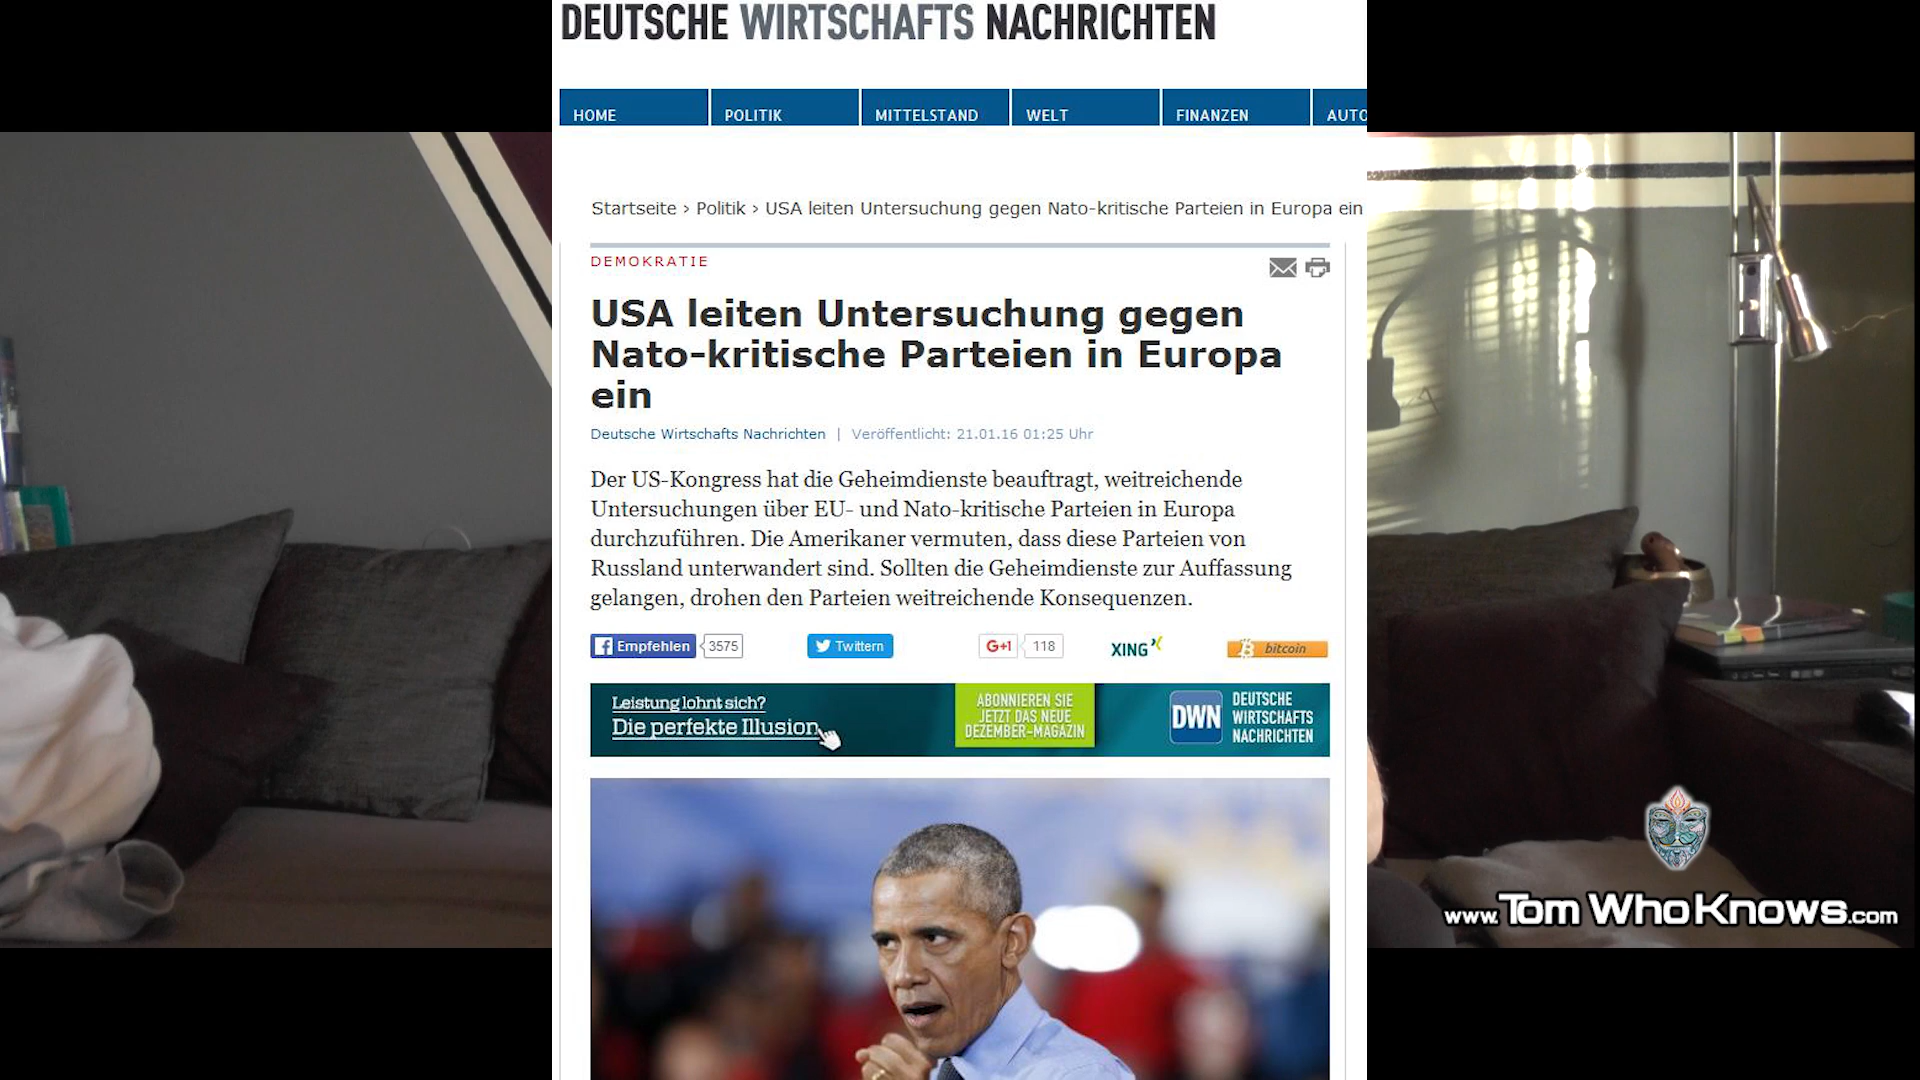 DEUTSCHE WIRTSCHAFTS NACHRICHTEN
HOME POLITIK MITTELSTAND WELT FINANZEN AUTO
Startseite › Politik › USA leiten Untersuchung gegen Nato-kritische Parteien in Europa ein
DEMOKRATIE
USA leiten Untersuchung gegen
Nato-kritische Parteien in Europa
ein
Deutsche Wirtschafts Nachrichten | Veröffentlicht: 21.01.16 01:25 Uhr
Der US-Kongress hat die Geheimdienste beauftragt, weitreichende
Untersuchungen über EU- und Nato-kritische Parteien in Europa
durchzuführen. Die Amerikaner vermuten, dass diese Parteien von
Russland unterwandert sind. Sollten die Geheimdienste zur Auffassung
gelangen, drohen den Parteien weitreichende Konsequenzen.
Empfehlen 3575 Twittern G+1 118 XING bitcoin
Leistung lohnt sich?
Die perfekte Illusion
ABONNIEREN SIE
JETZT DAS NEUE
DEZEMBER-MAGAZIN
DWN
DEUTSCHE
WIRTSCHAFTS
NACHRICHTEN
www.Tom WhoKnows.com